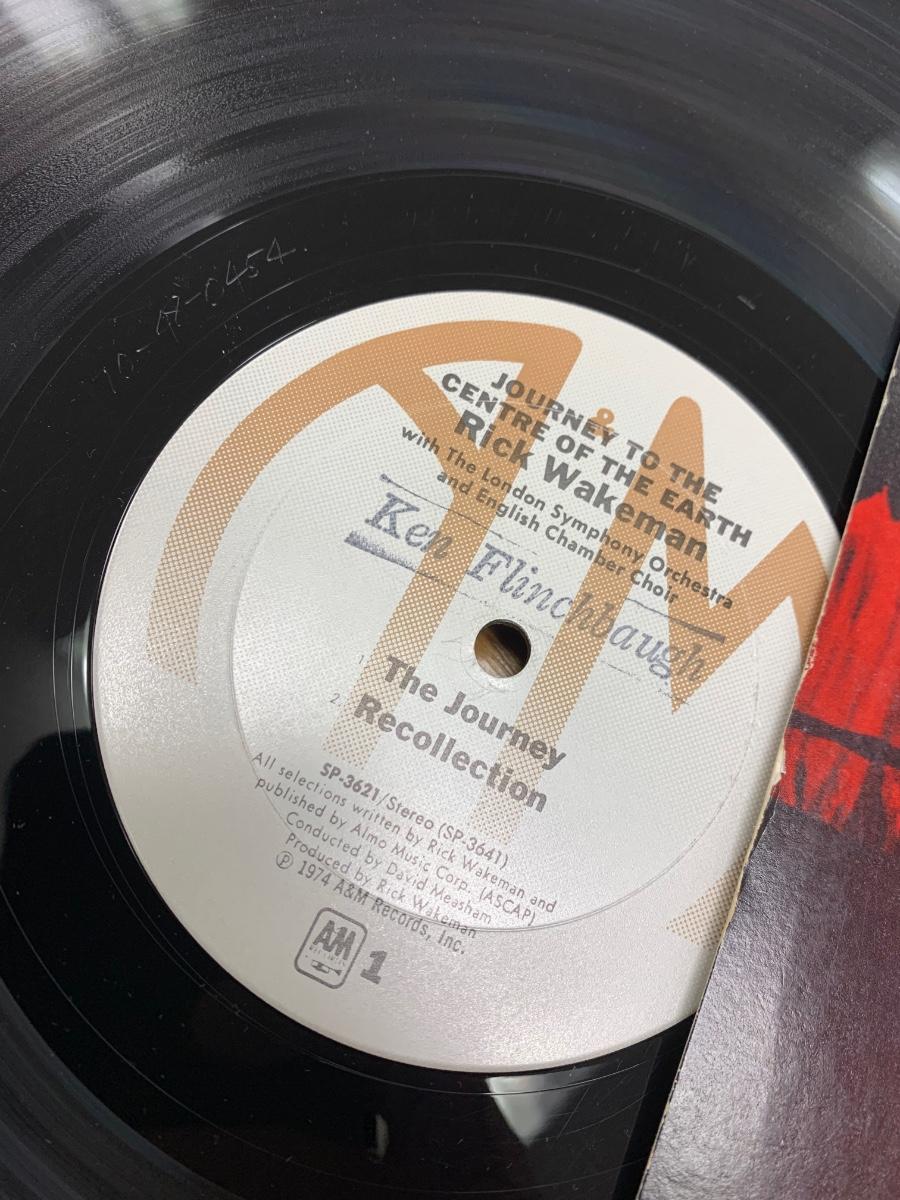 JOURNEY TO THE
CENTRE OF THE EARTH
Rick Wakeman
with The London Symphony Orchestra
and English Chamber Choir
Ken Flinchbaugh
1. The Journey
2. Recollection
SP-3621/Stereo (SP-3641)
All selections written by Rick Wakeman and
published by Almo Music Corp. (ASCAP)
Conducted by David Measham
Produced by Rick Wakeman
℗ 1974 A&M Records, Inc.
AM
1